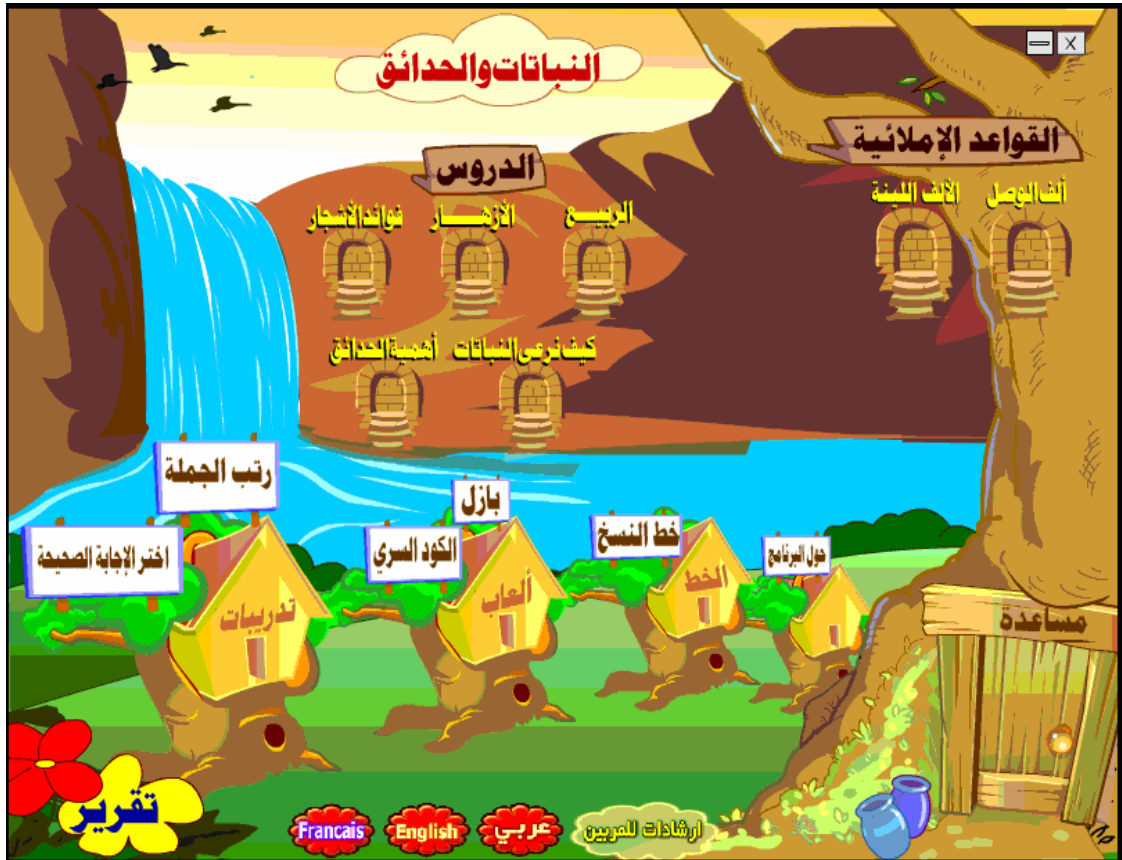 النباتات والحدائق
القواعد الإملائية
ألف الوصل
الألف اللينة
الدروس
الربيــع
الأزهــار
فوائد الأشجار
كيف نرعى النباتات
أهمية الحدائق
رتب الجملة
اختر الإجابة الصحيحة
تدريبات
بازل
الكود السري
ألعاب
خط النسخ
الخط
حول البرنامج
مساعدة
تقرير
ارشادات للمربين
عربي
English
Francais
X